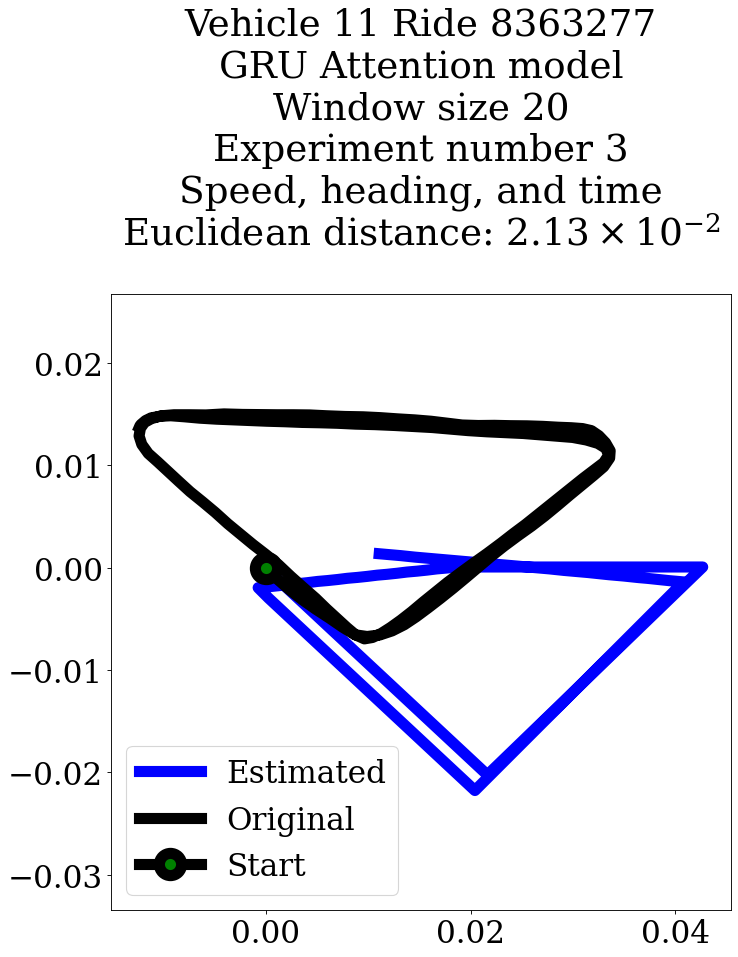 Vehicle 11 Ride 8363277
GRU Attention model
Window size 20
Experiment number 3
Speed, heading, and time
Euclidean distance: 2.13 × 10⁻²
0.02
0.01
0.00
−0.01
−0.02
−0.03
Estimated
Original
Start
0.00 0.02 0.04